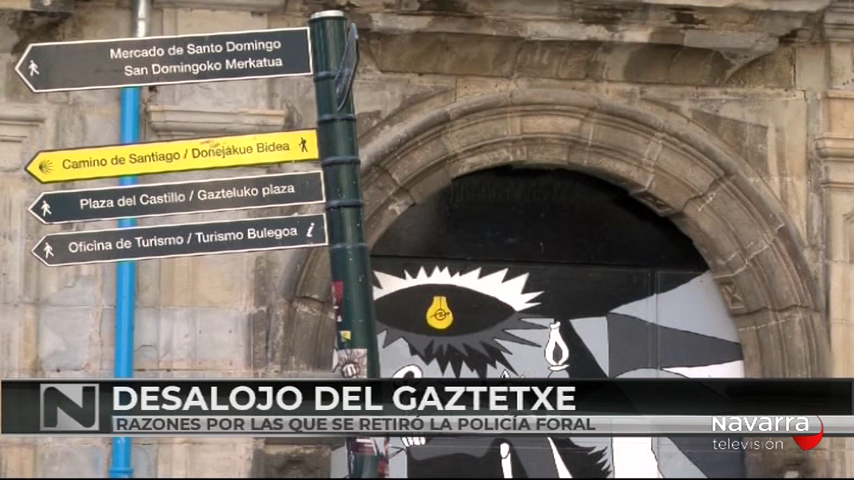 Mercado de Santo Domingo
San Domingoko Merkatua
Camino de Santiago / Donejakue Bidea
Plaza del Castillo / Gazteluko plaza
Oficina de Turismo / Turismo Bulegoa i
N DESALOJO DEL GAZTETXE
RAZONES POR LAS QUE SE RETIRÓ LA POLICÍA FORAL
Navarra
televisión